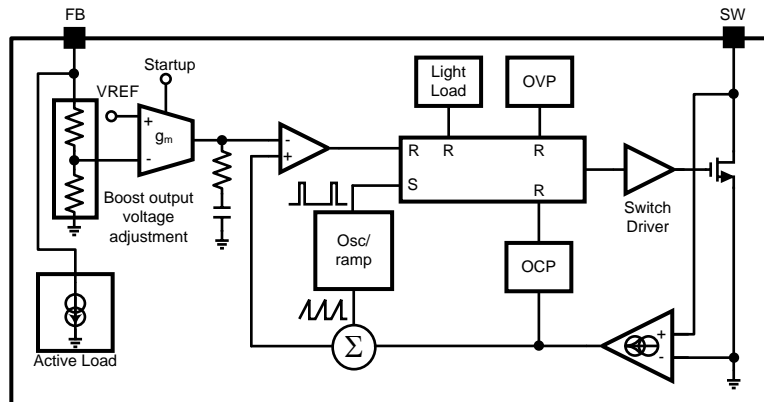 FB
SW
Startup
VREF
+
gm
-
Boost output
voltage
adjustment
-
+
Light
Load
OVP
R
R
R
S
R
Switch
Driver
Osc/
ramp
OCP
Σ
+
-
Active Load